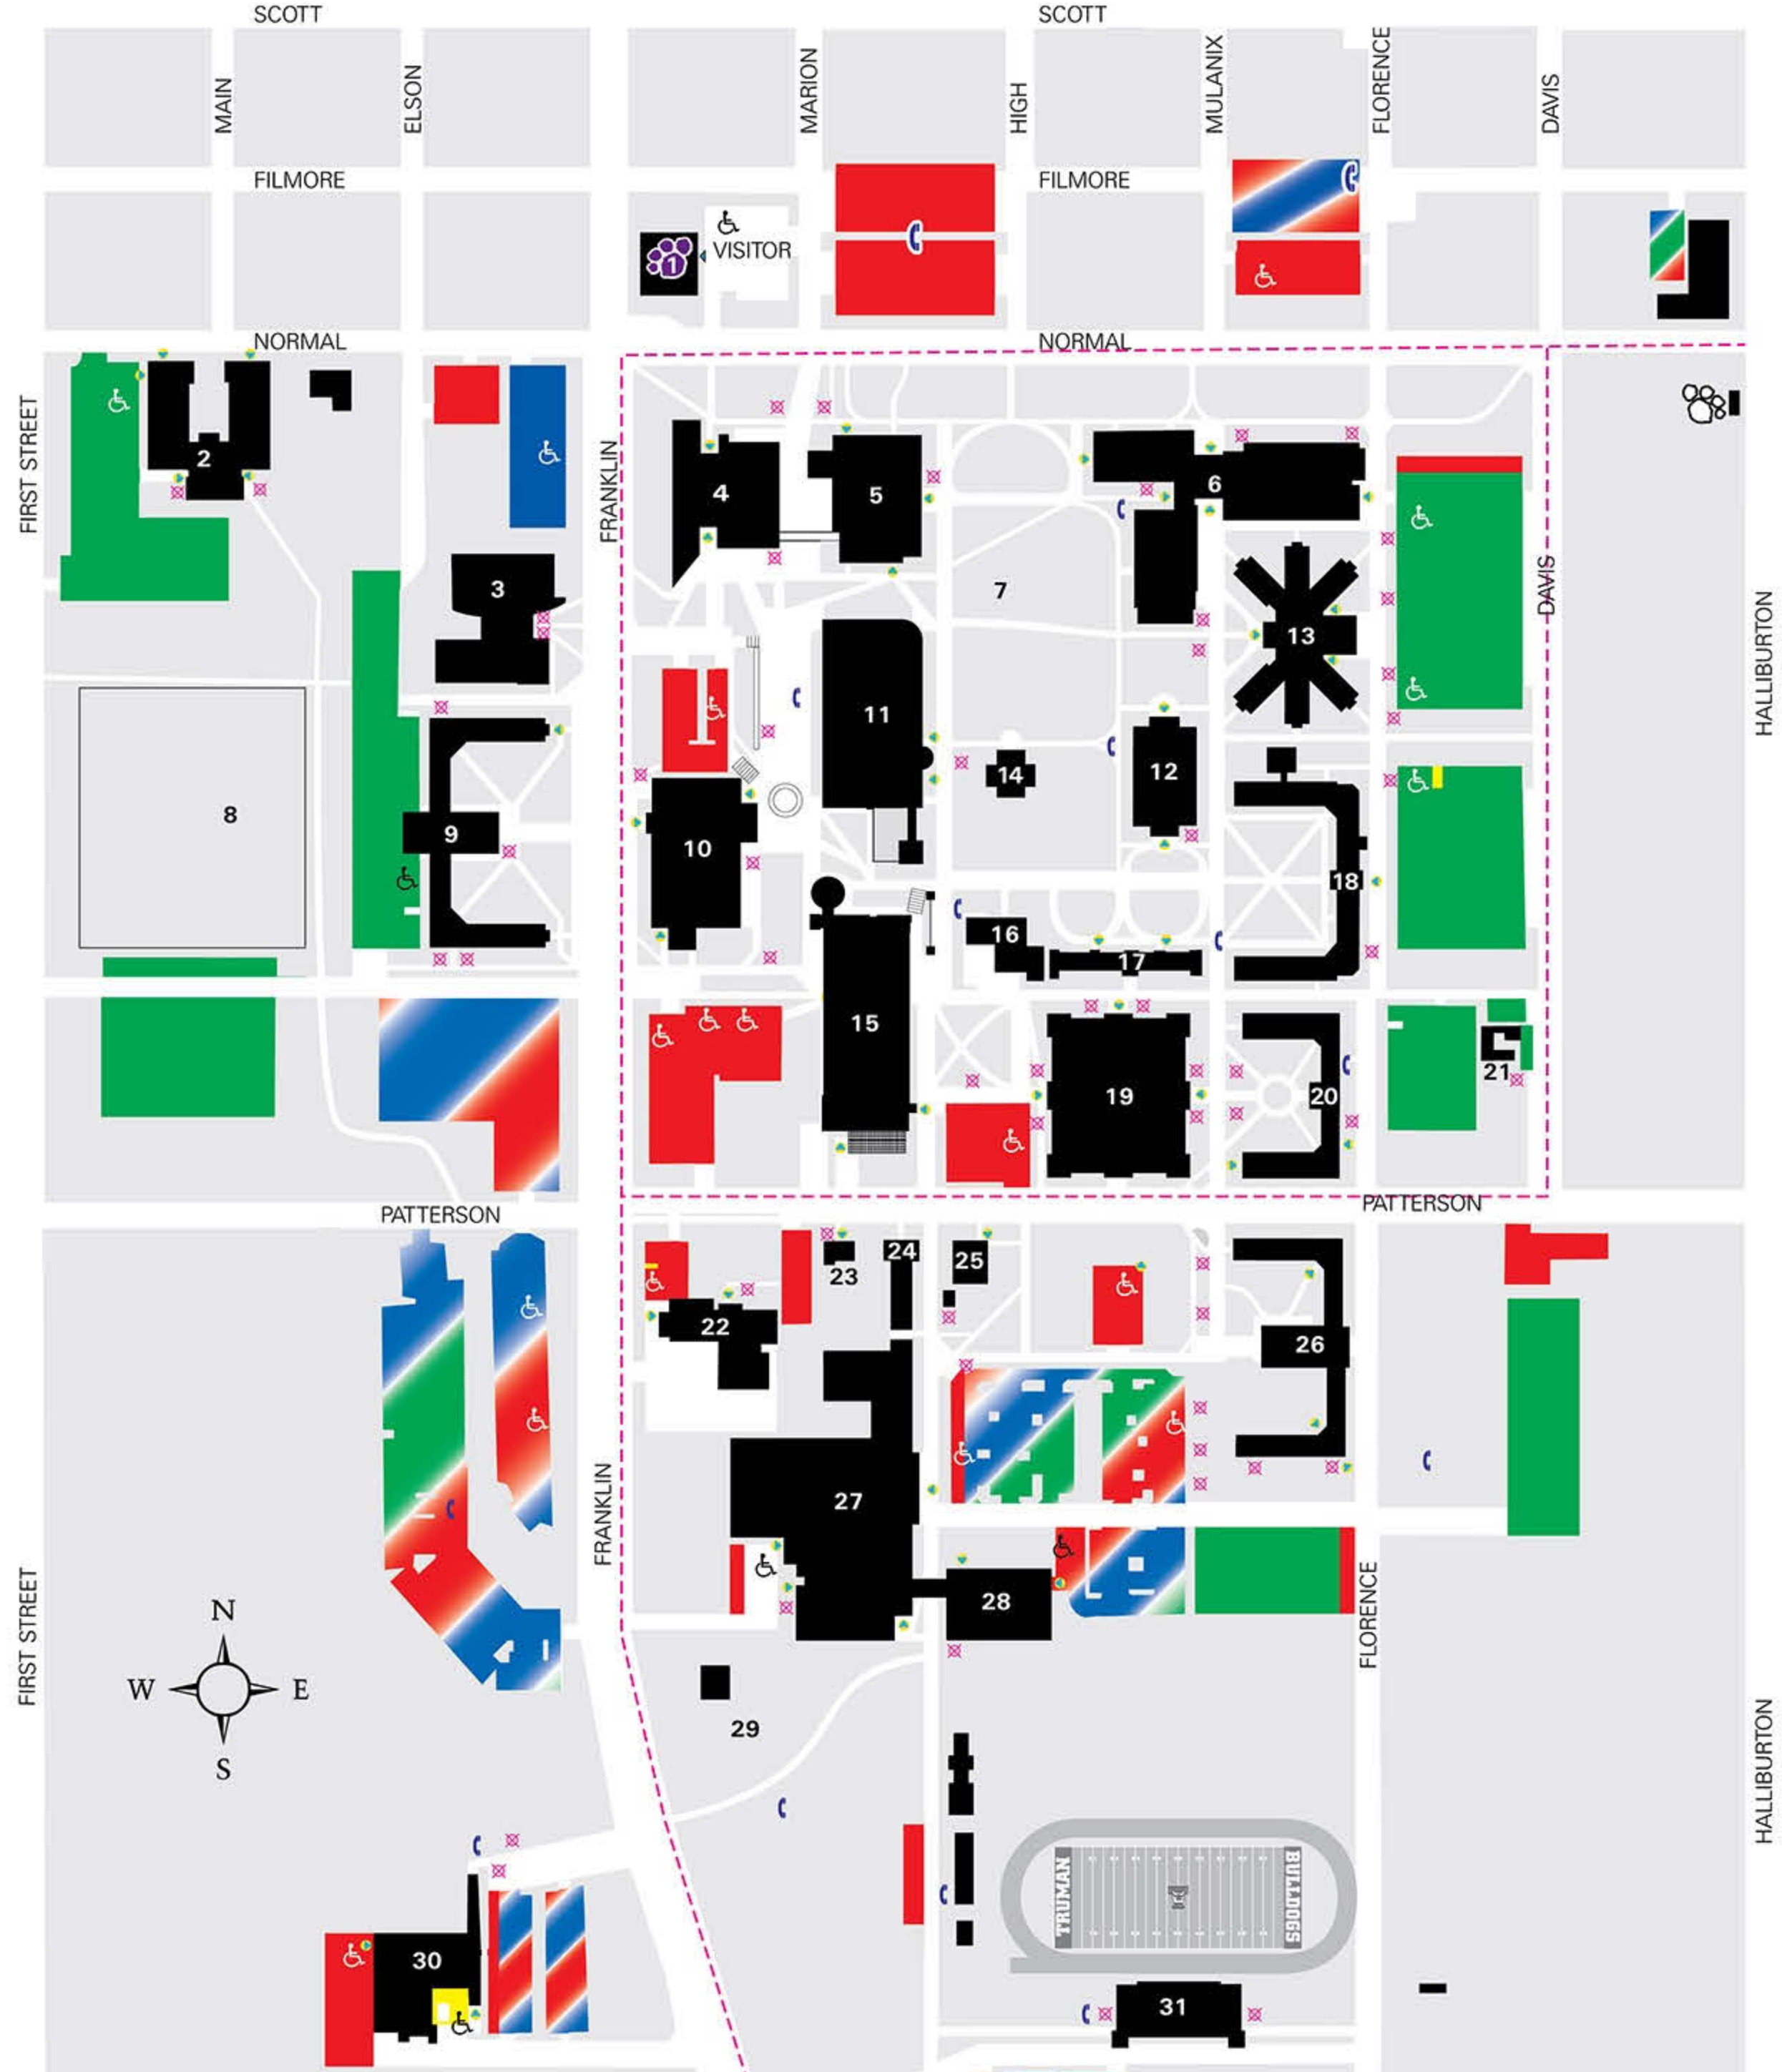 SCOTT
SCOTT
MAIN
ELSON
MARION
HIGH
MULANIX
FLORENCE
DAVIS
FILMORE
FILMORE
VISITOR
1
NORMAL
NORMAL
FIRST STREET
2
FRANKLIN
4
5
6
7
3
DAVIS
HALLIBURTON
13
11
14
12
8
9
10
18
16
17
15
19
20
21
PATTERSON
PATTERSON
24
25
23
22
26
27
28
FRANKLIN
FIRST STREET
FLORENCE
N
W
E
S
29
HALLIBURTON
TRUMAN
BULLDOGS
30
31